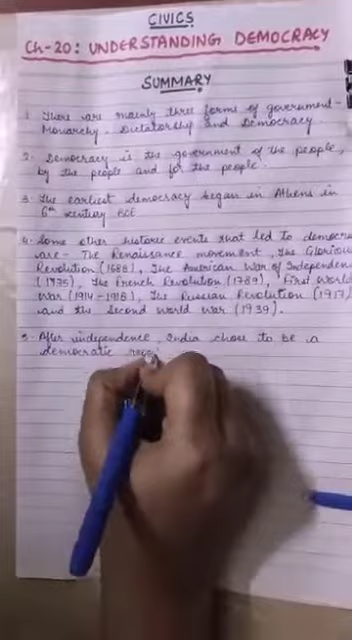 CIVICS
Ch-20: UNDERSTANDING DEMOCRACY
SUMMARY
1. There are mainly three forms of government -
Monarchy, Dictatorship and Democracy.
2. Democracy is the government of the people,
by the people and for the people.
3. The earliest democracy began in Athens in
6th century BCE
4. Some other historic events that led to democra
are - The Renaissance movement, The Glorious
Revolution (1688), The American War of Independen
(1775), The French Revolution (1789), First World
War (1914-1918), The Russian Revolution (1917)
and the Second World War (1939).
5. After independence, India chose to be a
democratic